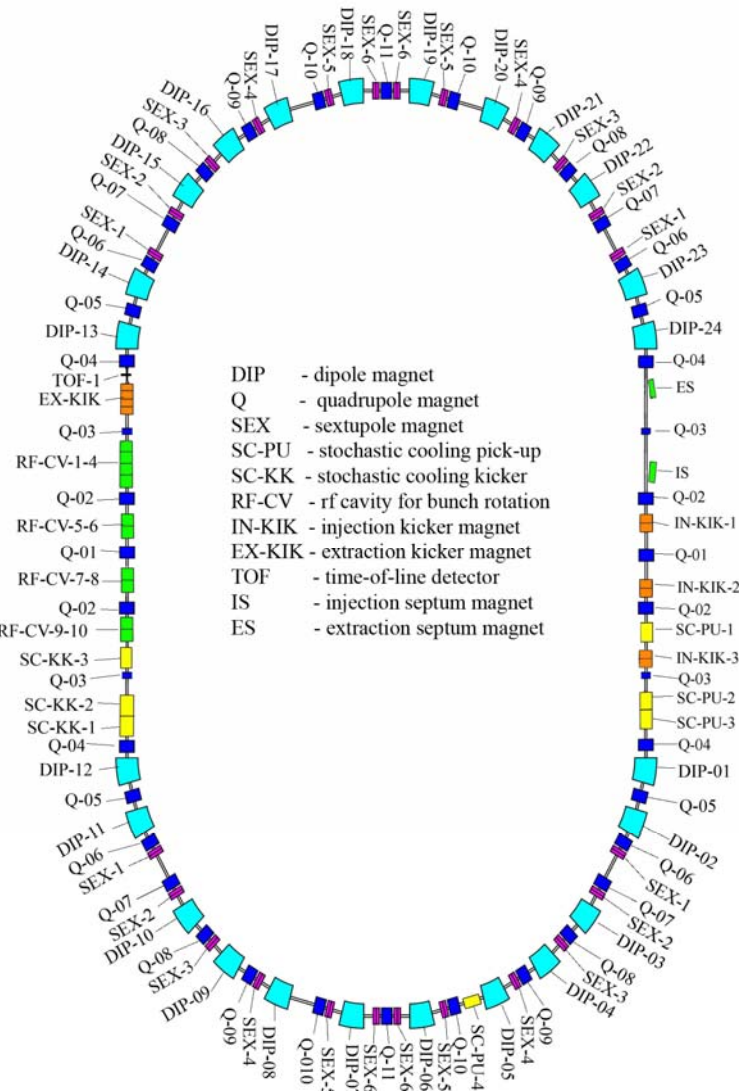 DIP-17
Q-10
SEX-5
DIP-18
SEX-6
Q-11
SEX-6
DIP-19
SEX-5
Q-10
DIP-20
SEX-4
Q-09
DIP-21
SEX-3
Q-08
DIP-22
SEX-2
Q-07
SEX-1
Q-06
DIP-23
Q-05
DIP-24
Q-04
ES
Q-03
IS
Q-02
IN-KIK-1
Q-01
IN-KIK-2
Q-02
SC-PU-1
IN-KIK-3
Q-03
SC-PU-2
SC-PU-3
Q-04
DIP-01
Q-05
DIP-02
Q-06
SEX-1
Q-07
SEX-2
DIP-03
Q-08
SEX-3
DIP-04
Q-09
SEX-4
DIP-05
SC-PU-4
Q-10
SEX-5
DIP-06
SEX-6
Q-11
SEX-6
Q-010
DIP-08
SEX-4
Q-09
DIP-09
SEX-3
Q-08
DIP-10
SEX-2
Q-07
SEX-1
Q-06
DIP-11
Q-05
DIP-12
Q-04
SC-KK-1
SC-KK-2
Q-03
SC-KK-3
RF-CV-9-10
Q-02
RF-CV-7-8
Q-01
RF-CV-5-6
Q-02
RF-CV-1-4
Q-03
EX-KIK
TOF-1
Q-04
DIP-13
Q-05
DIP-14
Q-06
SEX-1
Q-07
SEX-2
DIP-15
Q-08
SEX-3
DIP-16
Q-09
SEX-4
DIP - dipole magnet
Q - quadrupole magnet
SEX - sextupole magnet
SC-PU - stochastic cooling pick-up
SC-KK - stochastic cooling kicker
RF-CV - rf cavity for bunch rotation
IN-KIK - injection kicker magnet
EX-KIK - extraction kicker magnet
TOF - time-of-line detector
IS - injection septum magnet
ES - extraction septum magnet